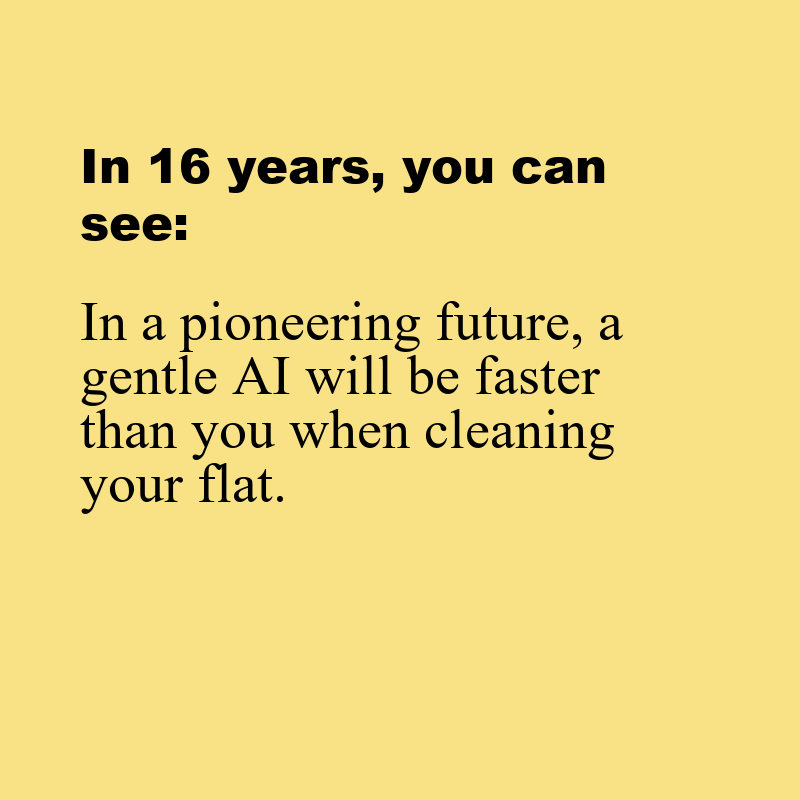 In 16 years, you can
see:
In a pioneering future, a
gentle AI will be faster
than you when cleaning
your flat.